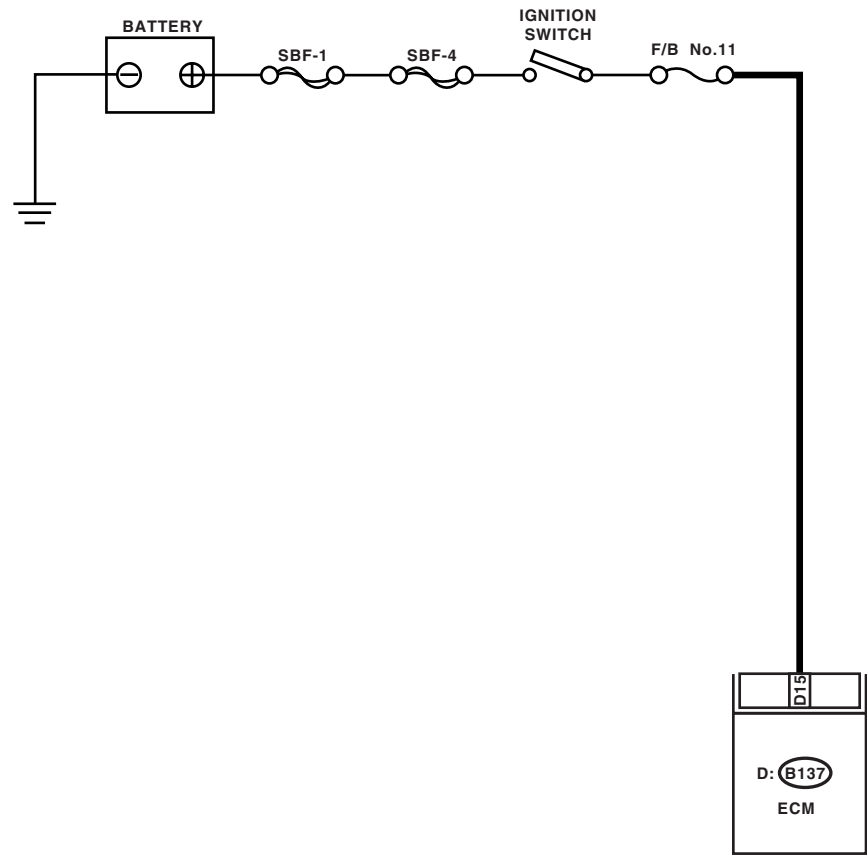 BATTERY
SBF-1
SBF-4
IGNITION
SWITCH
F/B No.11
D15
D: B137
ECM